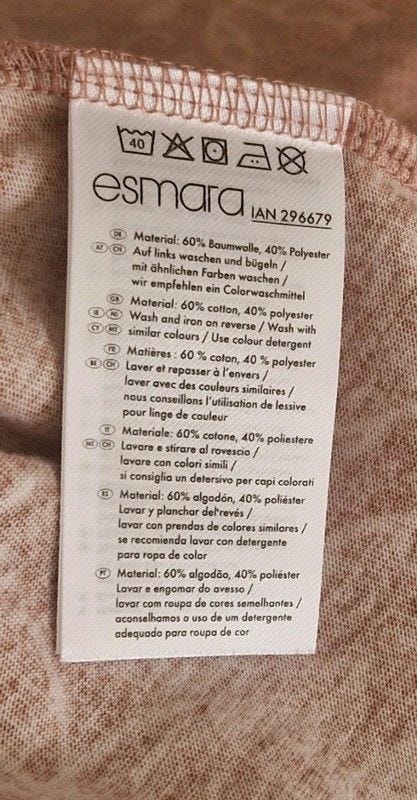 40
esmara IAN 296679
DE Material: 60% Baumwolle, 40% Polyester
AT CH Auf links waschen und bügeln /
mit ähnlichen Farben waschen /
wir empfehlen ein Colorwaschmittel
GB Material: 60% cotton, 40% polyester
IE NI Wash and iron on reverse / Wash with
CY MT similar colours / Use colour detergent
FR Matières : 60 % coton, 40 % polyester
BE CH Laver et repasser à l'envers /
laver avec des couleurs similaires /
nous conseillons l'utilisation de lessive
pour linge de couleur
IT Materiale: 60% cotone, 40% poliestere
MT CH Lavare e stirare al rovescio /
lavare con colori simili /
si consiglia un detersivo per capi colorati
ES Material: 60% algodón, 40% poliéster
Lavar y planchar del revés /
lavar con prendas de colores similares /
se recomienda lavar con detergente
para ropa de color
PT Material: 60% algodão, 40% poliéster
Lavar e engomar do avesso /
lavar com roupa de cores semelhantes /
aconselhamos o uso de um detergente
adequado para roupa de cor